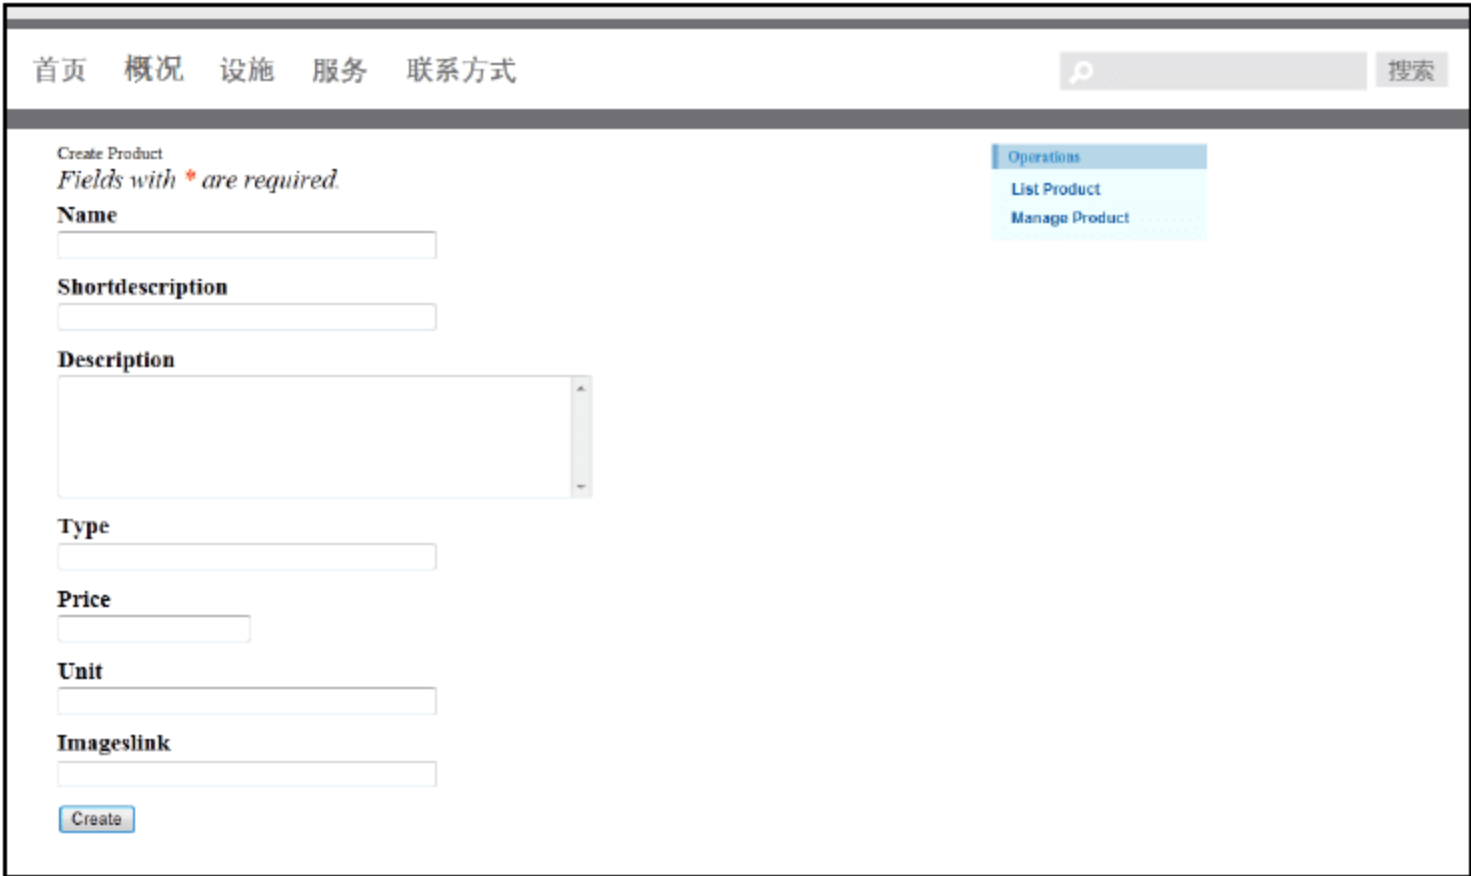 首页 概况 设施 服务 联系方式 搜索
Create Product
Fields with * are required.
Name
Shortdescription
Description
Type
Price
Unit
Imageslink
Create
Operations
List Product
Manage Product